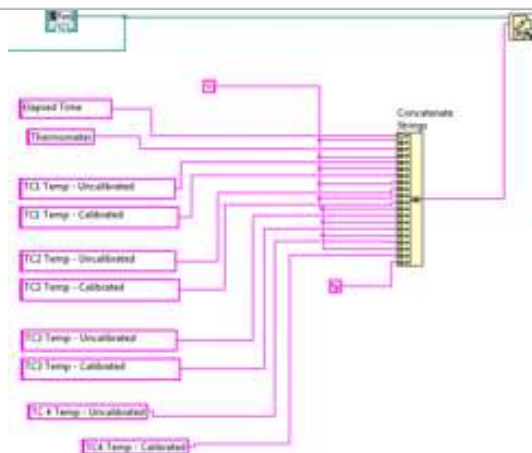 Concatenate
Strings
Elapsed Time
Thermometer
TC1 Temp - Uncalibrated
TC1 Temp - Calibrated
TC2 Temp - Uncalibrated
TC2 Temp - Calibrated
TC3 Temp - Uncalibrated
TC3 Temp - Calibrated
TC 4 Temp - Uncalibrated
TC4 Temp - Calibrated